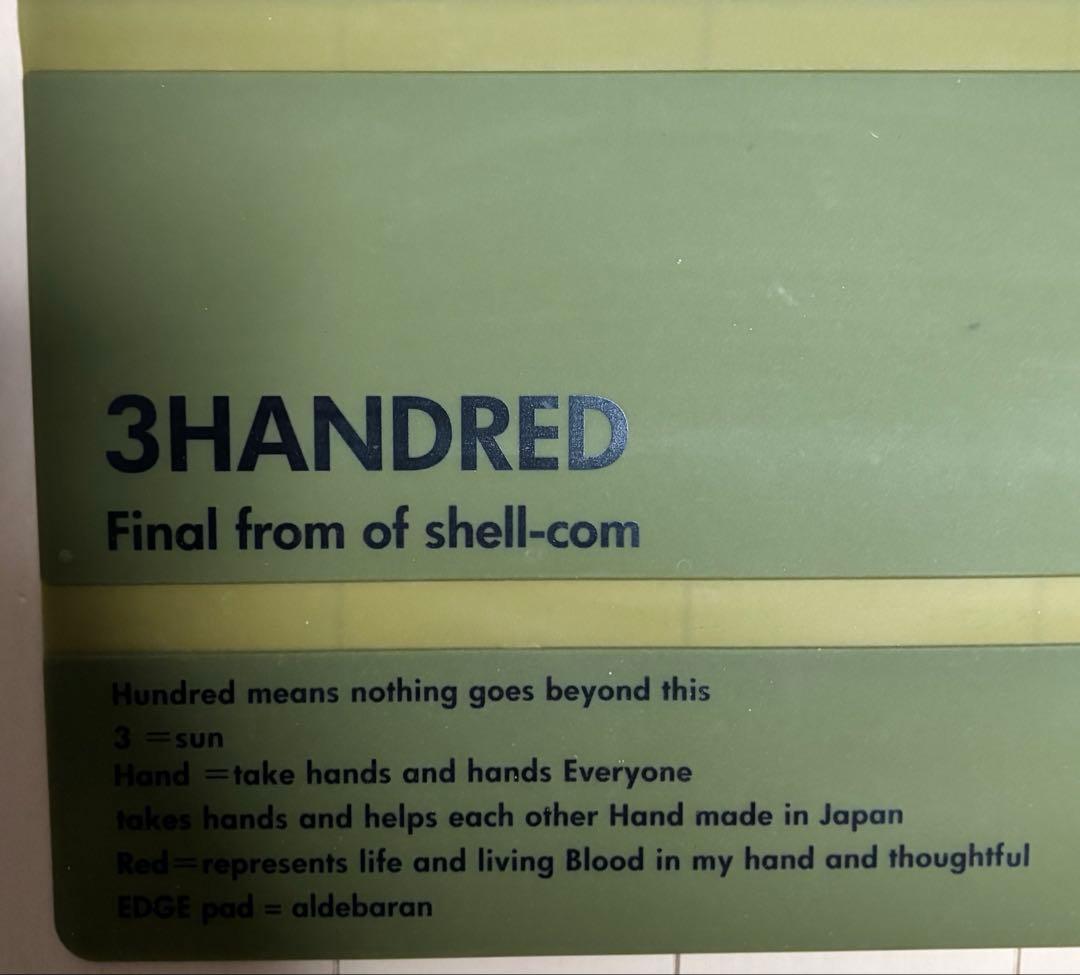 3HANDRED
Final from of shell-com
Hundred means nothing goes beyond this
3 =sun
Hand =take hands and hands Everyone
takes hands and helps each other Hand made in Japan
Red=represents life and living Blood in my hand and thoughtful
EDGE pad = aldebaran